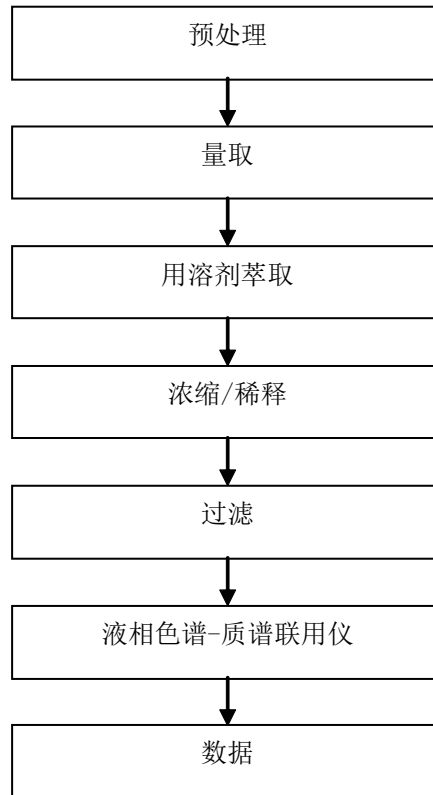 预处理
量取
用溶剂萃取
浓缩/稀释
过滤
液相色谱-质谱联用仪
数据